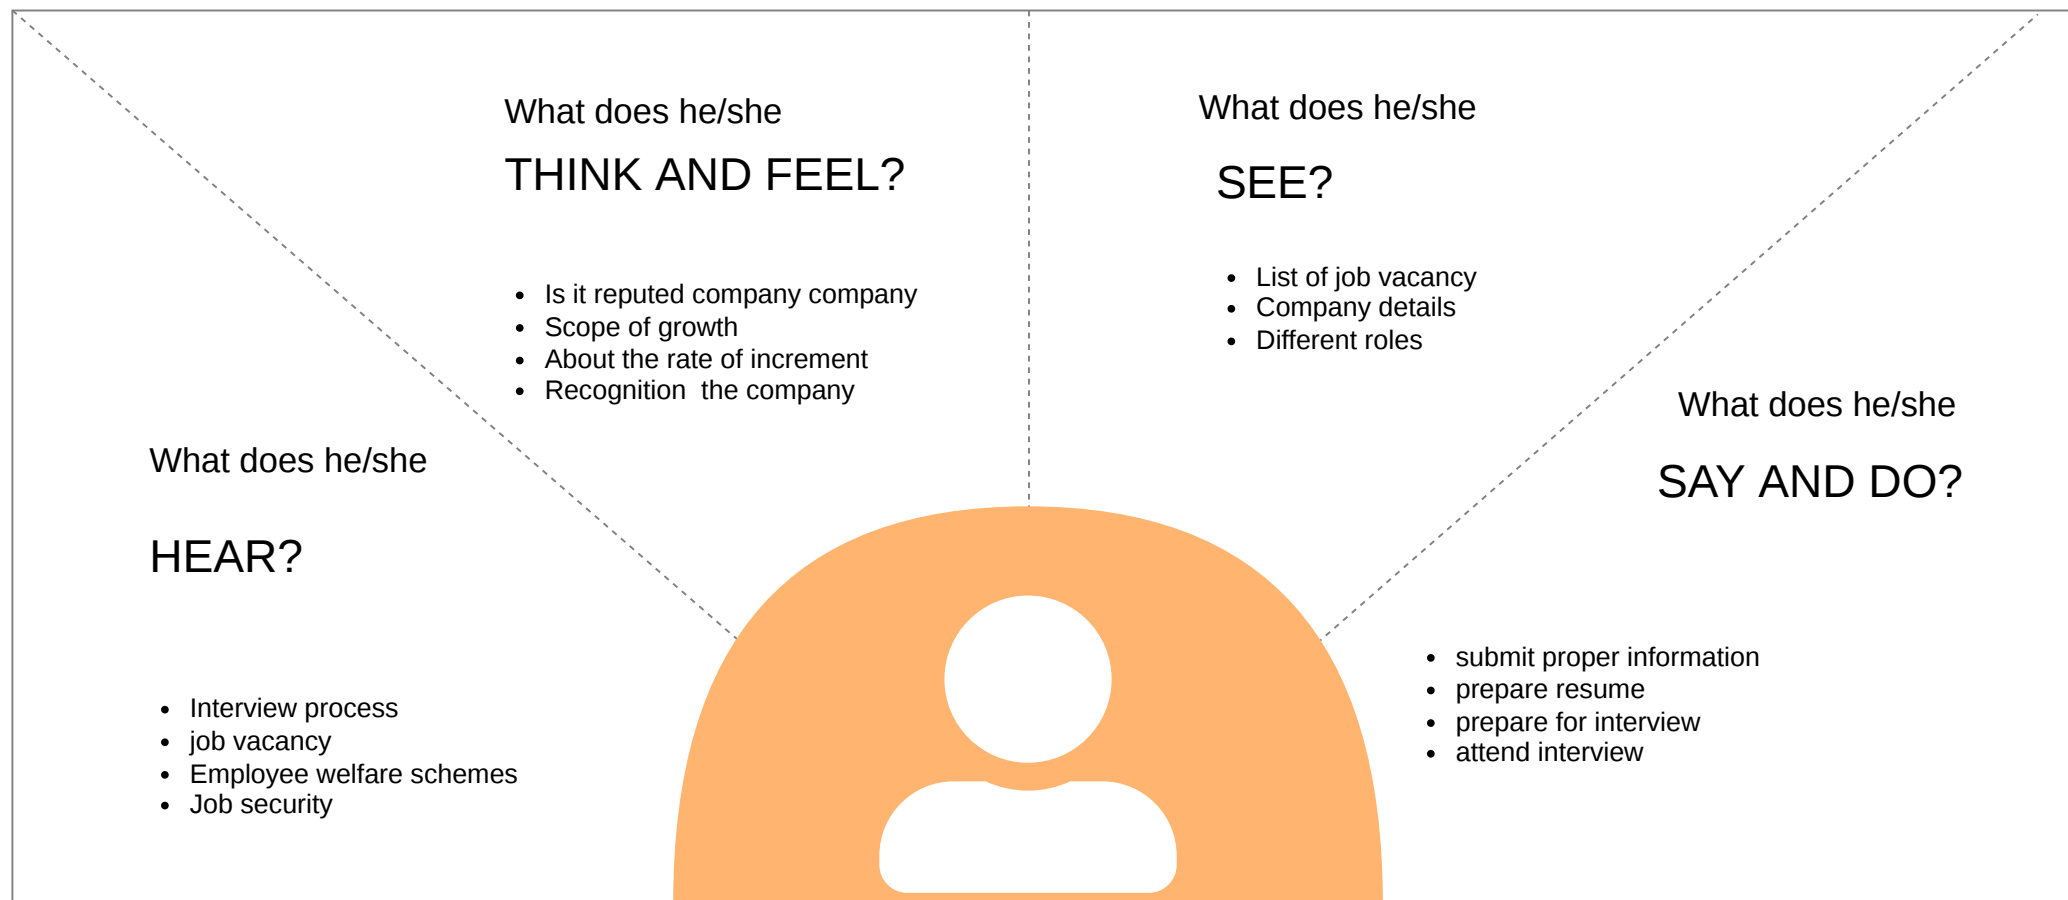 What does he/she
THINK AND FEEL?
• Is it reputed company company
• Scope of growth
• About the rate of increment
• Recognition  the company
What does he/she
SEE?
• List of job vacancy
• Company details
• Different roles
What does he/she
HEAR?
• Interview process
• job vacancy
• Employee welfare schemes
• Job security
What does he/she
SAY AND DO?
• submit proper information
• prepare resume
• prepare for interview
• attend interview